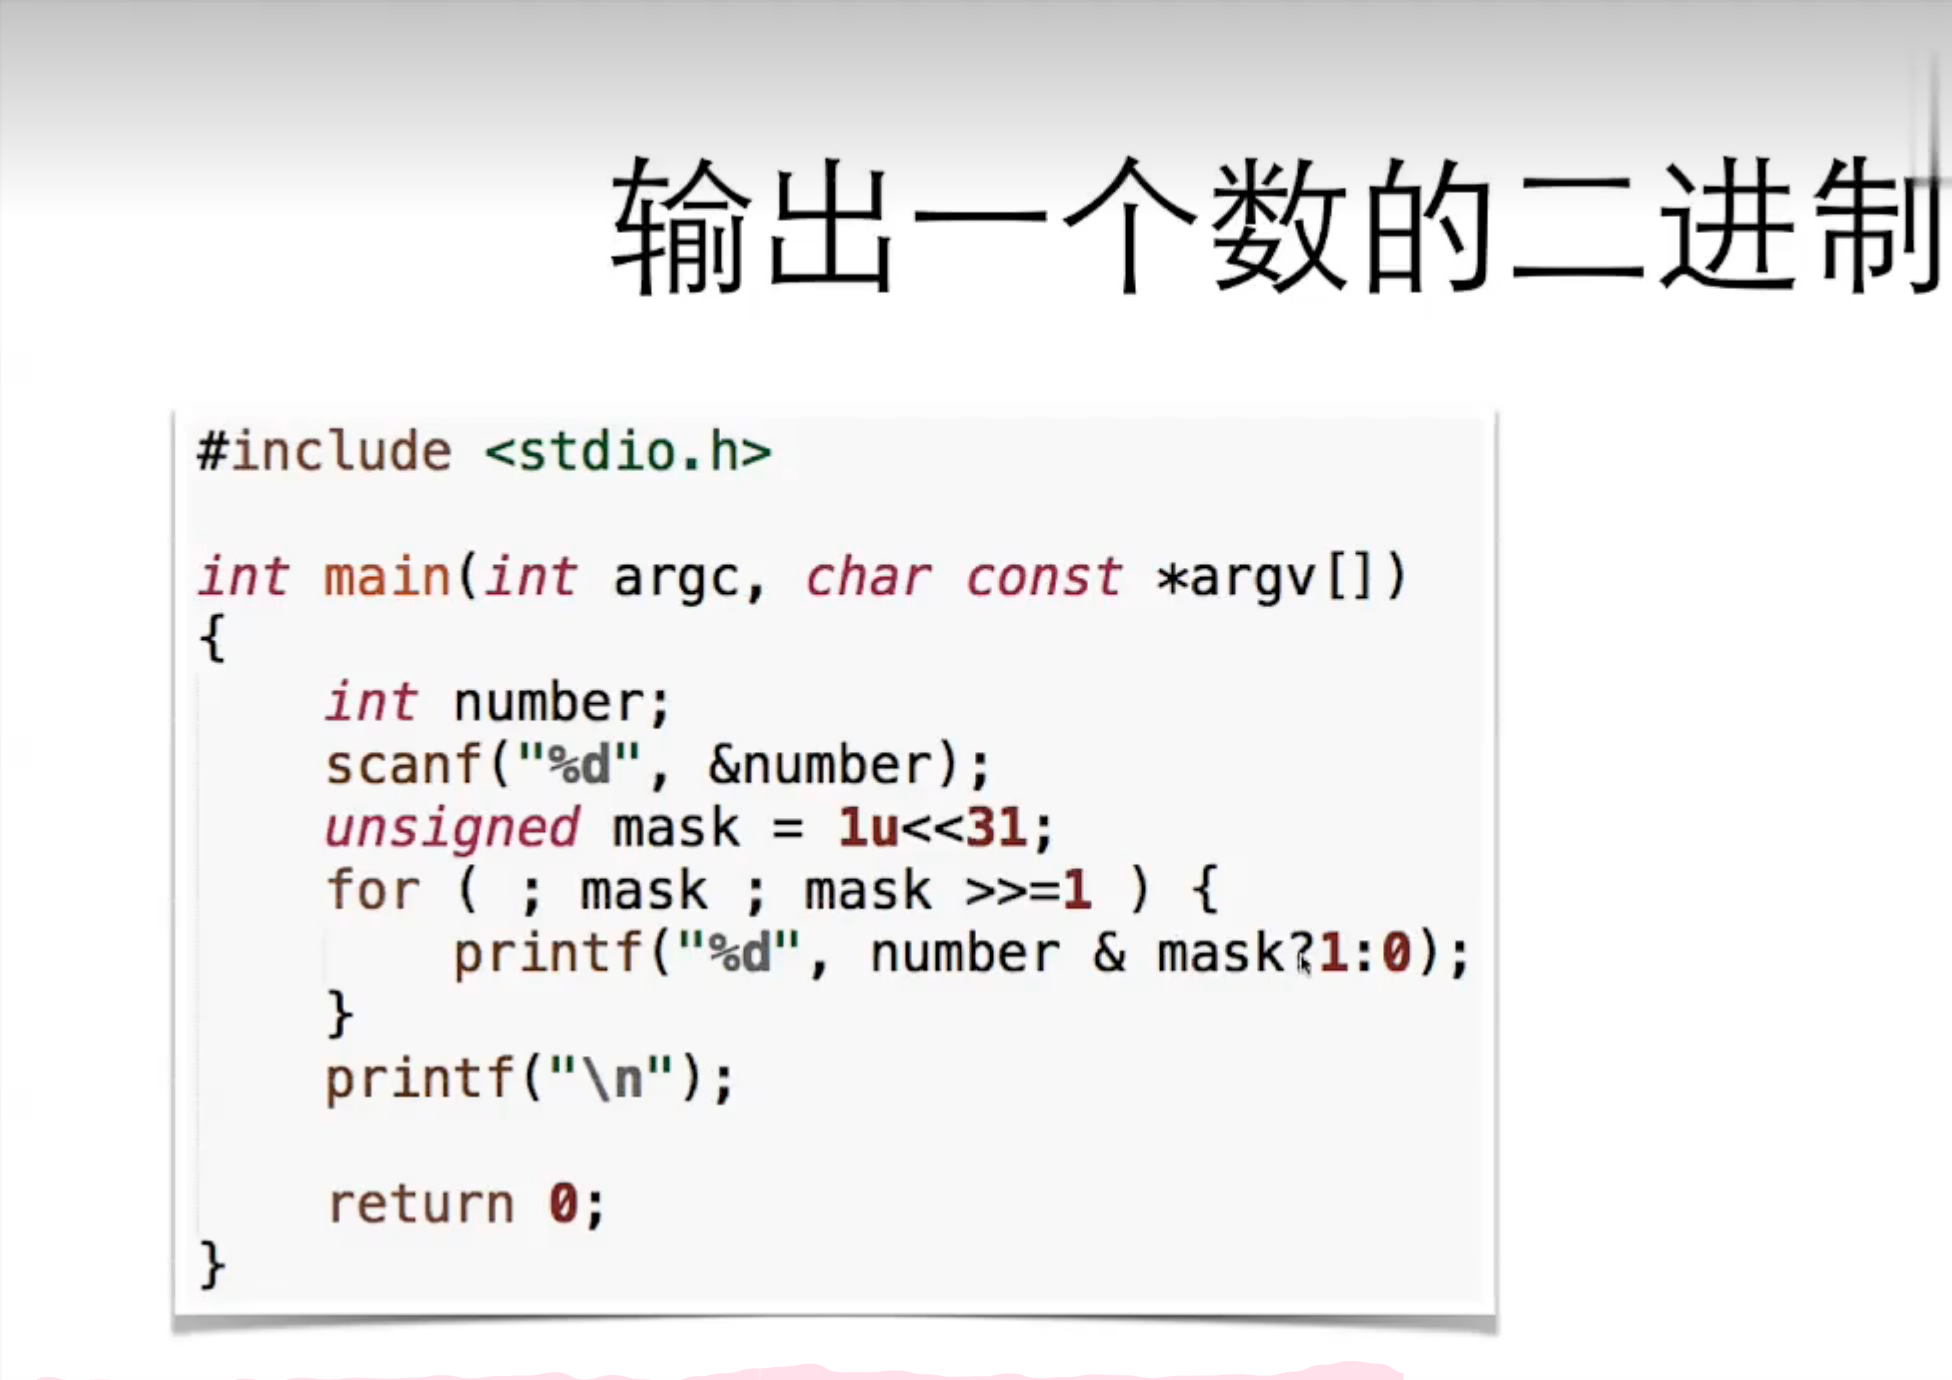 输出一个数的二进制
#include <stdio.h>
int main(int argc, char const *argv[])
{
    int number;
    scanf("%d", &number);
    unsigned mask = 1u<<31;
    for ( ; mask ; mask >>=1 ) {
        printf("%d", number & mask?1:0);
    }
    printf("\n");
    return 0;
}